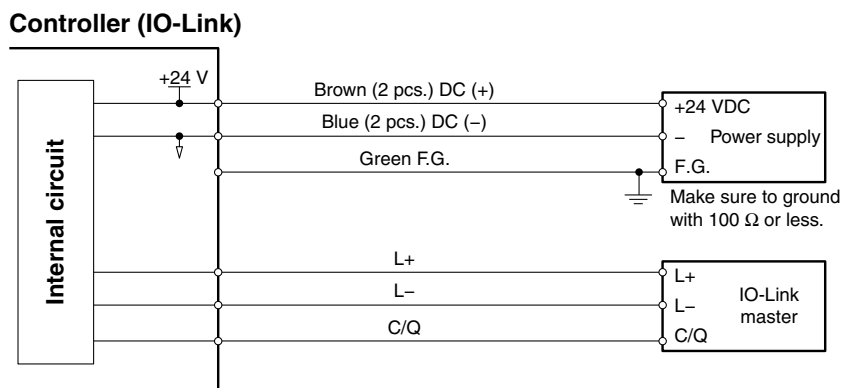 Controller (IO-Link)
+24 V
Brown (2 pcs.) DC (+)
+24 VDC
Blue (2 pcs.) DC (−)
− Power supply
Green F.G.
F.G.
Make sure to ground
with 100 Ω or less.
Internal circuit
L+
L+
L−
L−
IO-Link
master
C/Q
C/Q